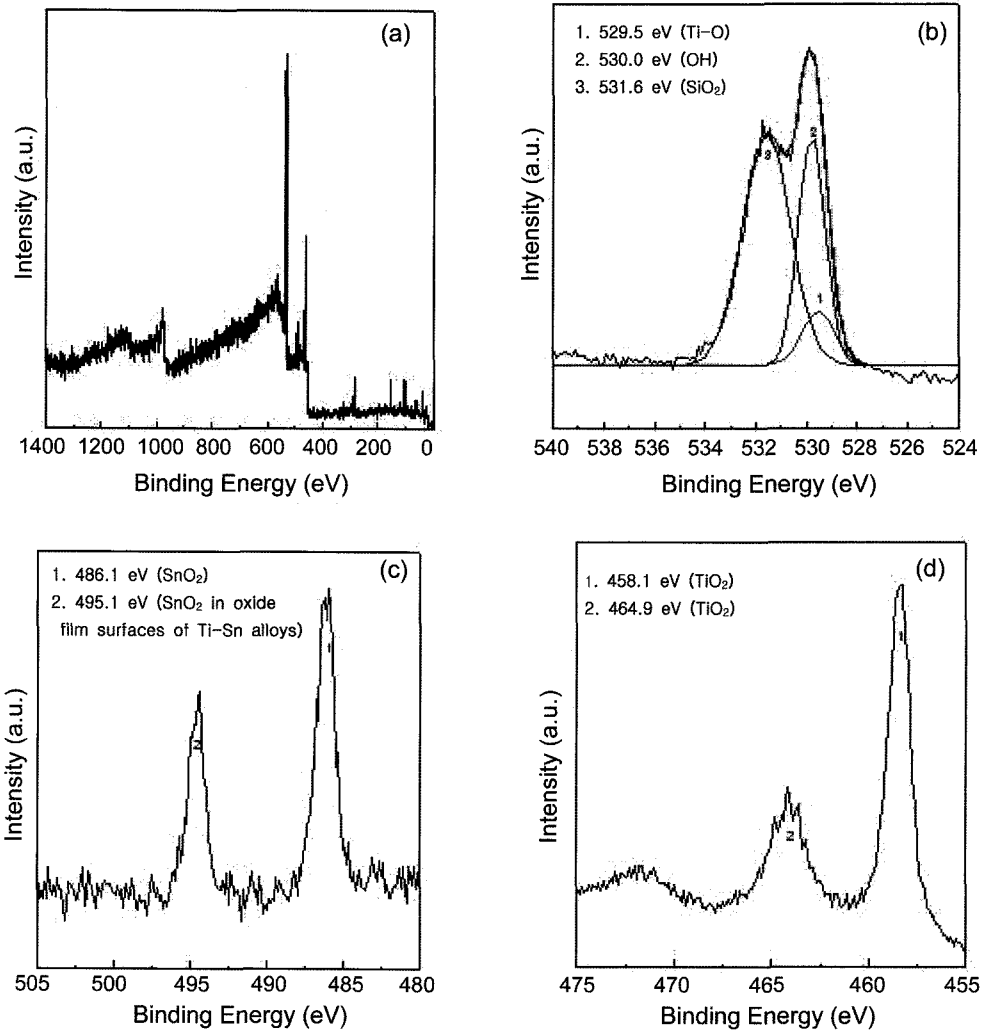 (a)
Intensity (a.u.)
1400 1200 1000 800 600 400 200 0
Binding Energy (eV)
(b)
1. 529.5 eV (Ti-O)
2. 530.0 eV (OH)
3. 531.6 eV (SiO₂)
3
2
1
Intensity (a.u.)
540 538 536 534 532 530 528 526 524
Binding Energy (eV)
(c)
1. 486.1 eV (SnO₂)
2. 495.1 eV (SnO₂ in oxide
film surfaces of Ti-Sn alloys)
1
2
Intensity (a.u.)
505 500 495 490 485 480
Binding Energy (eV)
(d)
1. 458.1 eV (TiO₂)
2. 464.9 eV (TiO₂)
1
2
Intensity (a.u.)
475 470 465 460 455
Binding Energy (eV)